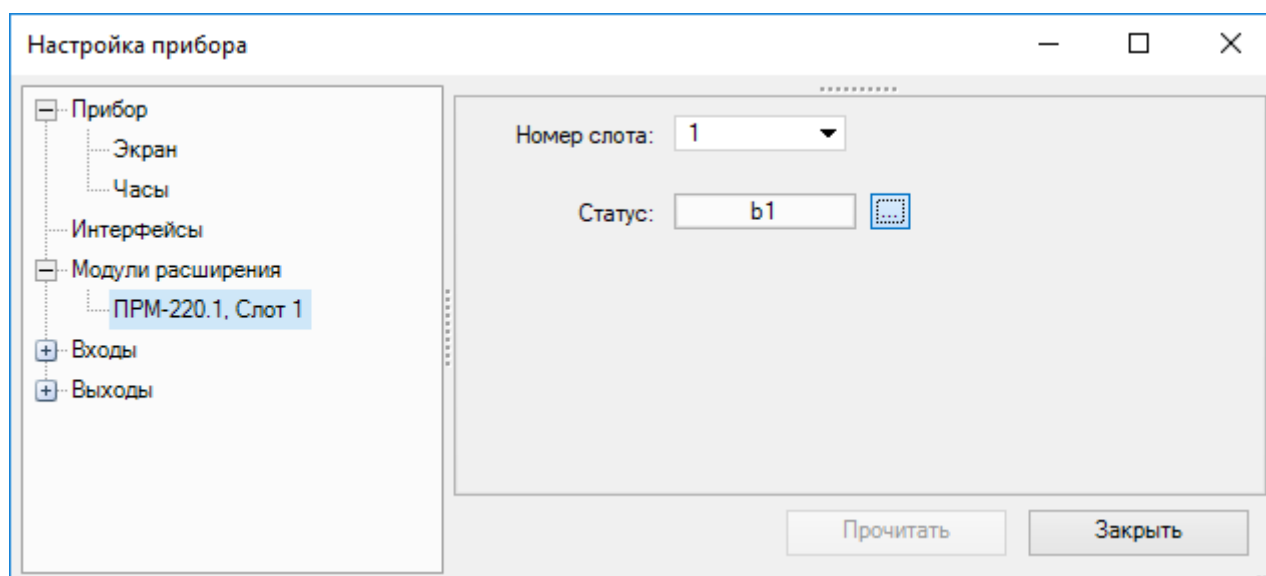 Настройка прибора
Прибор
Экран
Часы
Интерфейсы
Модули расширения
ПРМ-220.1, Слот 1
Входы
Выходы
Номер слота: 1
Статус: b1 ...
Прочитать Закрыть